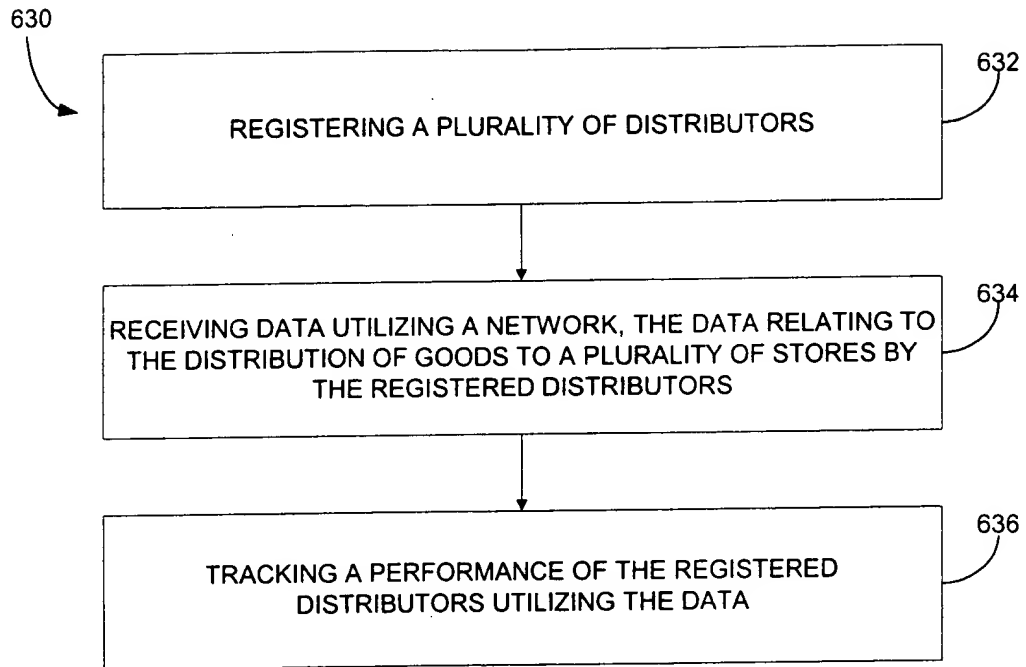 630
632
REGISTERING A PLURALITY OF DISTRIBUTORS
634
RECEIVING DATA UTILIZING A NETWORK, THE DATA RELATING TO
THE DISTRIBUTION OF GOODS TO A PLURALITY OF STORES BY
THE REGISTERED DISTRIBUTORS
636
TRACKING A PERFORMANCE OF THE REGISTERED
DISTRIBUTORS UTILIZING THE DATA